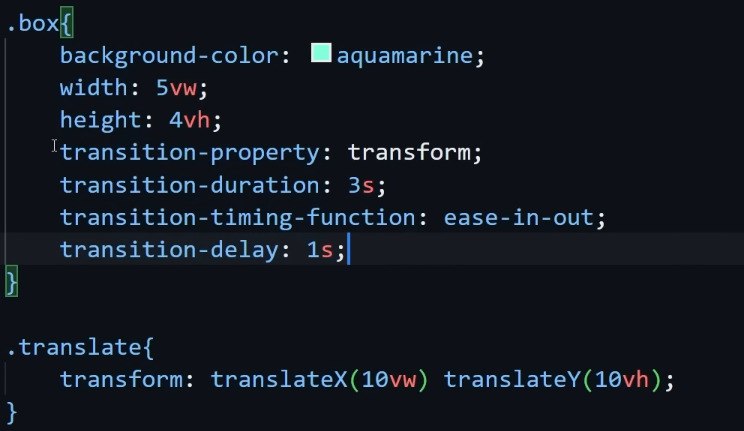 .box{
    background-color: aquamarine;
    width: 5vw;
    height: 4vh;
    transition-property: transform;
    transition-duration: 3s;
    transition-timing-function: ease-in-out;
    transition-delay: 1s;
}

.translate{
    transform: translateX(10vw) translateY(10vh);
}